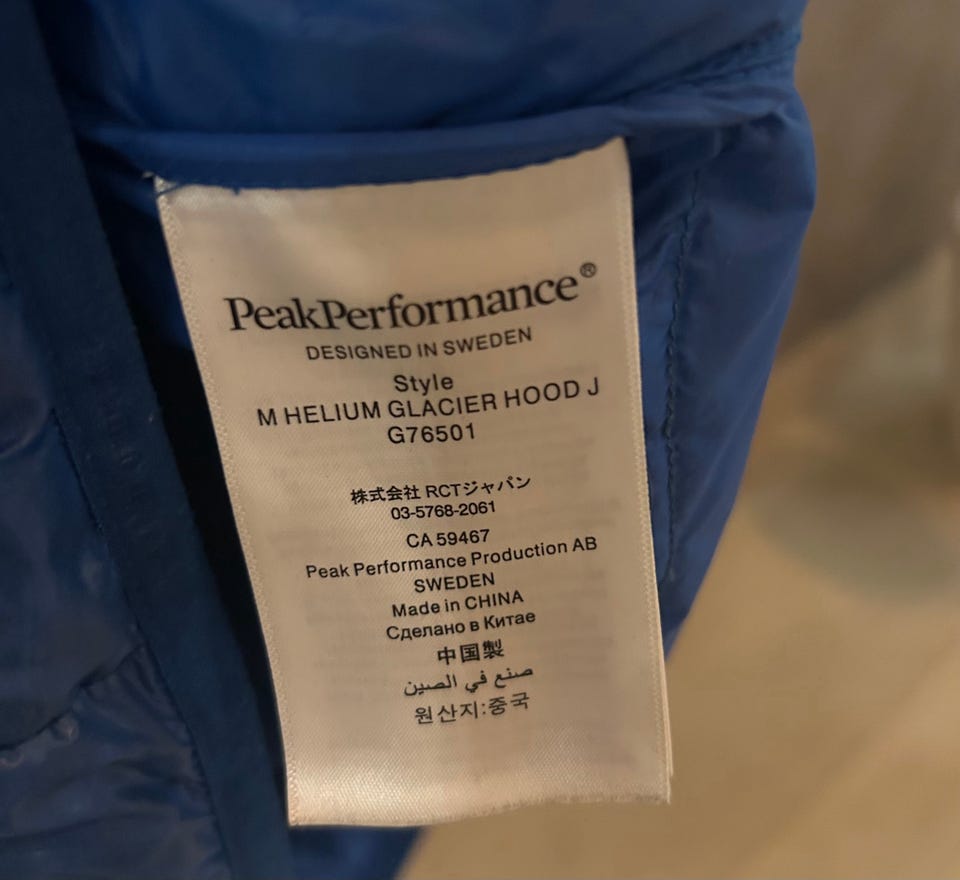 PeakPerformance®
DESIGNED IN SWEDEN
Style
M HELIUM GLACIER HOOD J
G76501
株式会社 RCTジャパン
03-5768-2061
CA 59467
Peak Performance Production AB
SWEDEN
Made in CHINA
Сделано в Китае
中国製
صنع في الصين
원산지:중국